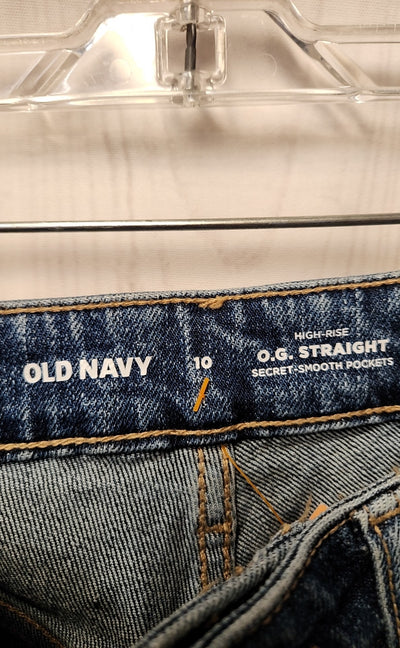 OLD NAVY
10
HIGH-RISE
O.G. STRAIGHT
SECRET-SMOOTH POCKETS